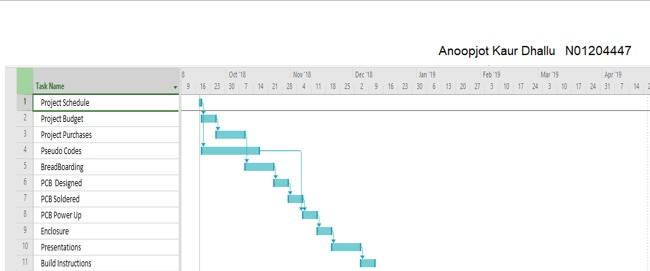 Anoopjot Kaur Dhallu N01204447
8 Oct '18 Nov '18 Dec '18 Jan '19 Feb '19 Mar '19 Apr '19
Task Name 9 16 23 30 7 14 21 28 4 11 18 25 2 9 16 23 30 6 13 20 27 3 10 17 24 3 10 17 24 31 7 14 2
1 Project Schedule
2 Project Budget
3 Project Purchases
4 Pseudo Codes
5 BreadBoarding
6 PCB Designed
7 PCB Soldered
8 PCB Power Up
9 Enclosure
10 Presentations
11 Build Instructions